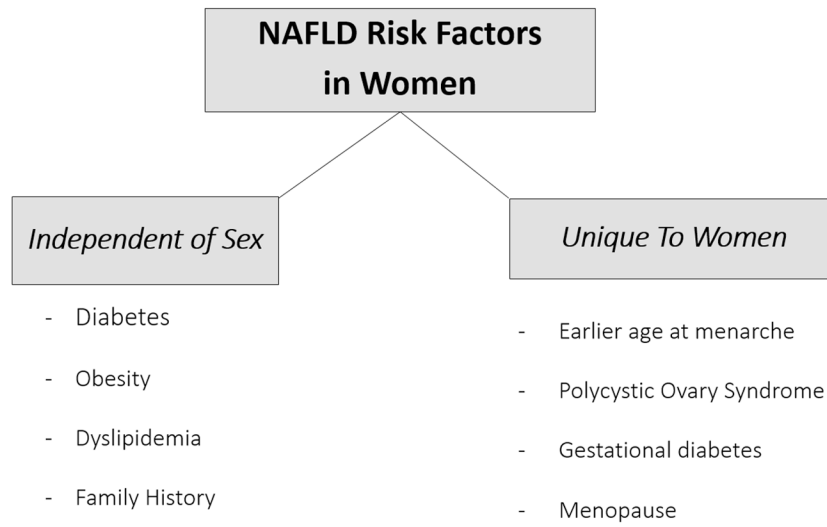 NAFLD Risk Factors
in Women
Independent of Sex
- Diabetes
- Obesity
- Dyslipidemia
- Family History
Unique To Women
- Earlier age at menarche
- Polycystic Ovary Syndrome
- Gestational diabetes
- Menopause